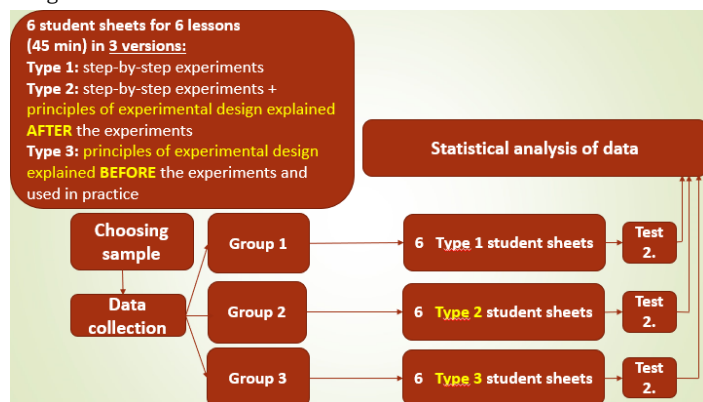 6 student sheets for 6 lessons
(45 min) in 3 versions:
Type 1: step-by-step experiments
Type 2: step-by-step experiments +
principles of experimental design explained
AFTER the experiments
Type 3: principles of experimental design
explained BEFORE the experiments and
used in practice
Statistical analysis of data
Choosing
sample
Data
collection
Group 1
6 Type 1 student sheets
Test
2.
Group 2
6 Type 2 student sheets
Test
2.
Group 3
6 Type 3 student sheets
Test
2.